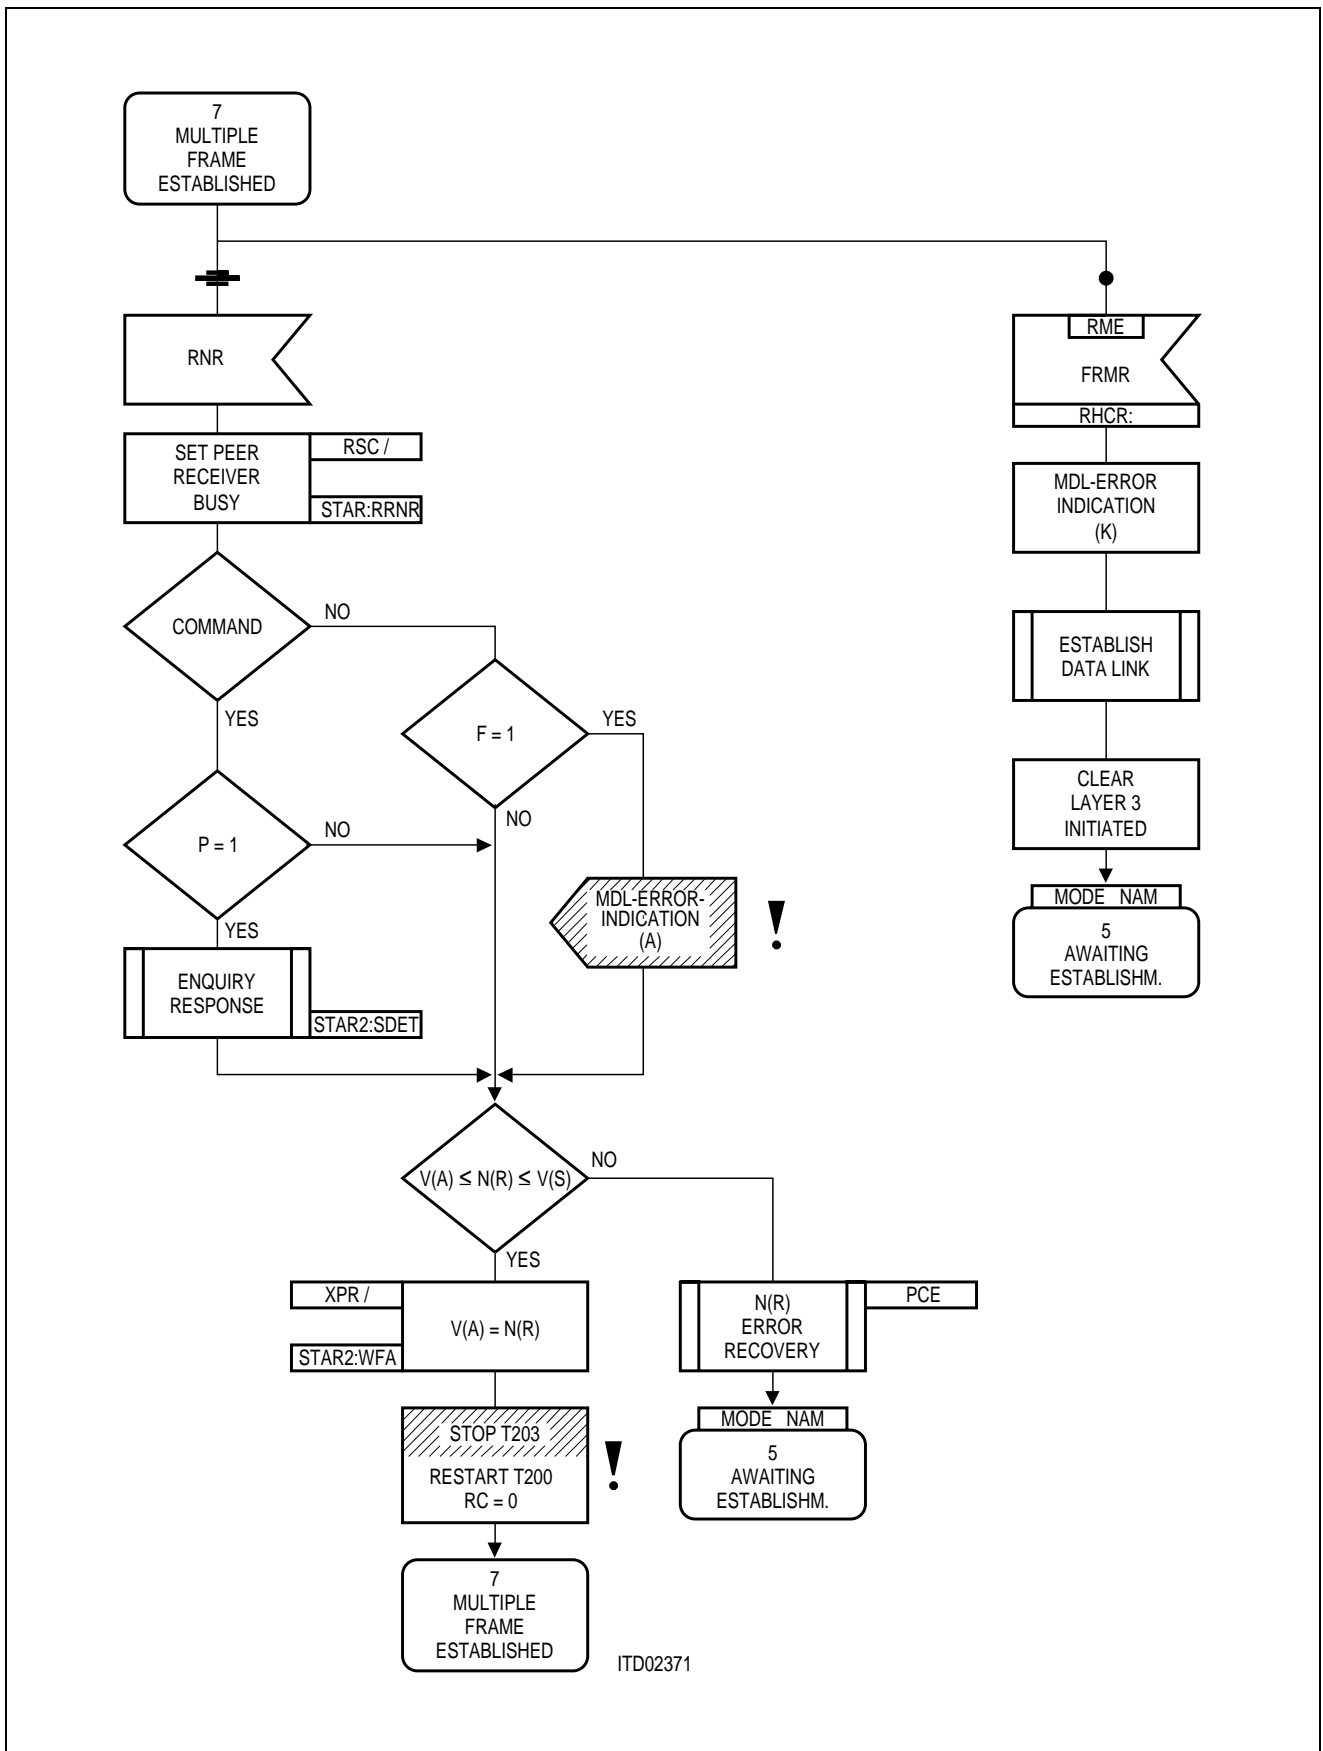 7
MULTIPLE
FRAME
ESTABLISHED
RNR
SET PEER
RECEIVER
BUSY
RSC /
STAR:RRNR
COMMAND
NO
YES
F = 1
YES
NO
P = 1
NO
YES
MDL-ERROR-
INDICATION
(A)
!
ENQUIRY
RESPONSE
STAR2:SDET
V(A) ≤ N(R) ≤ V(S)
NO
YES
XPR /
STAR2:WFA
V(A) = N(R)
N(R)
ERROR
RECOVERY
PCE
STOP T203
RESTART T200
RC = 0
!
MODE NAM
5
AWAITING
ESTABLISHM.
7
MULTIPLE
FRAME
ESTABLISHED
RME
FRMR
RHCR:
MDL-ERROR
INDICATION
(K)
ESTABLISH
DATA LINK
CLEAR
LAYER 3
INITIATED
MODE NAM
5
AWAITING
ESTABLISHM.
ITD02371